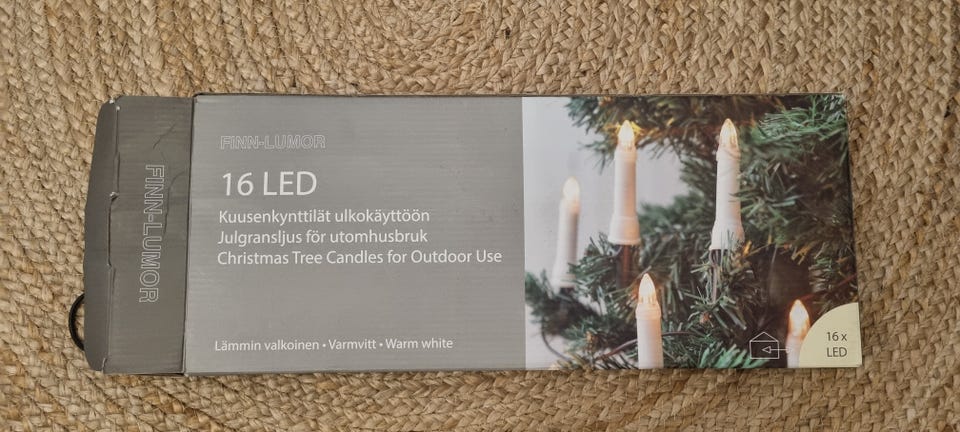 FINN-LUMOR
FINN-LUMOR
16 LED
Kuusenkynttilät ulkokäyttöön
Julgransljus för utomhusbruk
Christmas Tree Candles for Outdoor Use
Lämmin valkoinen • Varmvitt • Warm white
16 x
LED